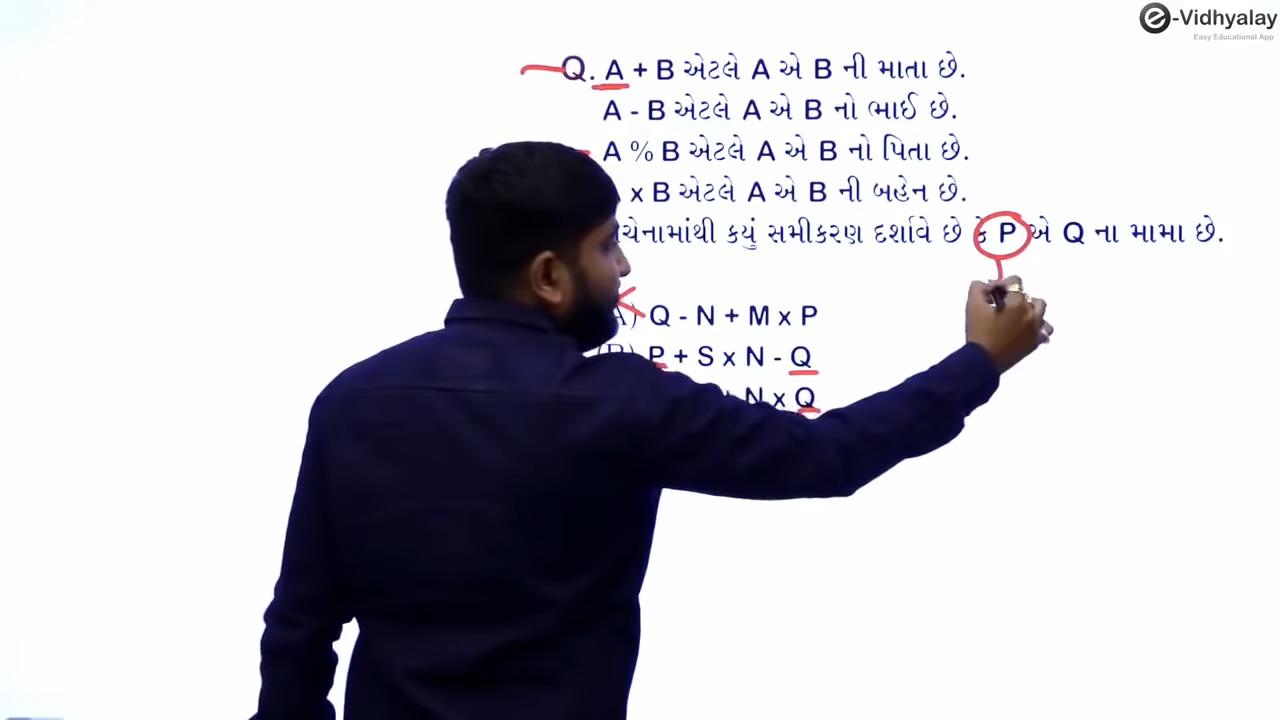 e-Vidhyalay
Easy Educational App
Q. A + B એટલે A એ B ની માતા છે.
A - B એટલે A એ B નો ભાઈ છે.
A % B એટલે A એ B નો પિતા છે.
x B એટલે A એ B ની બહેન છે.
કયું સમીકરણ દર્શાવે છે કે P એ Q ના મામા છે.
A) Q - N + M x P
(B) P + S x N - Q
N x Q